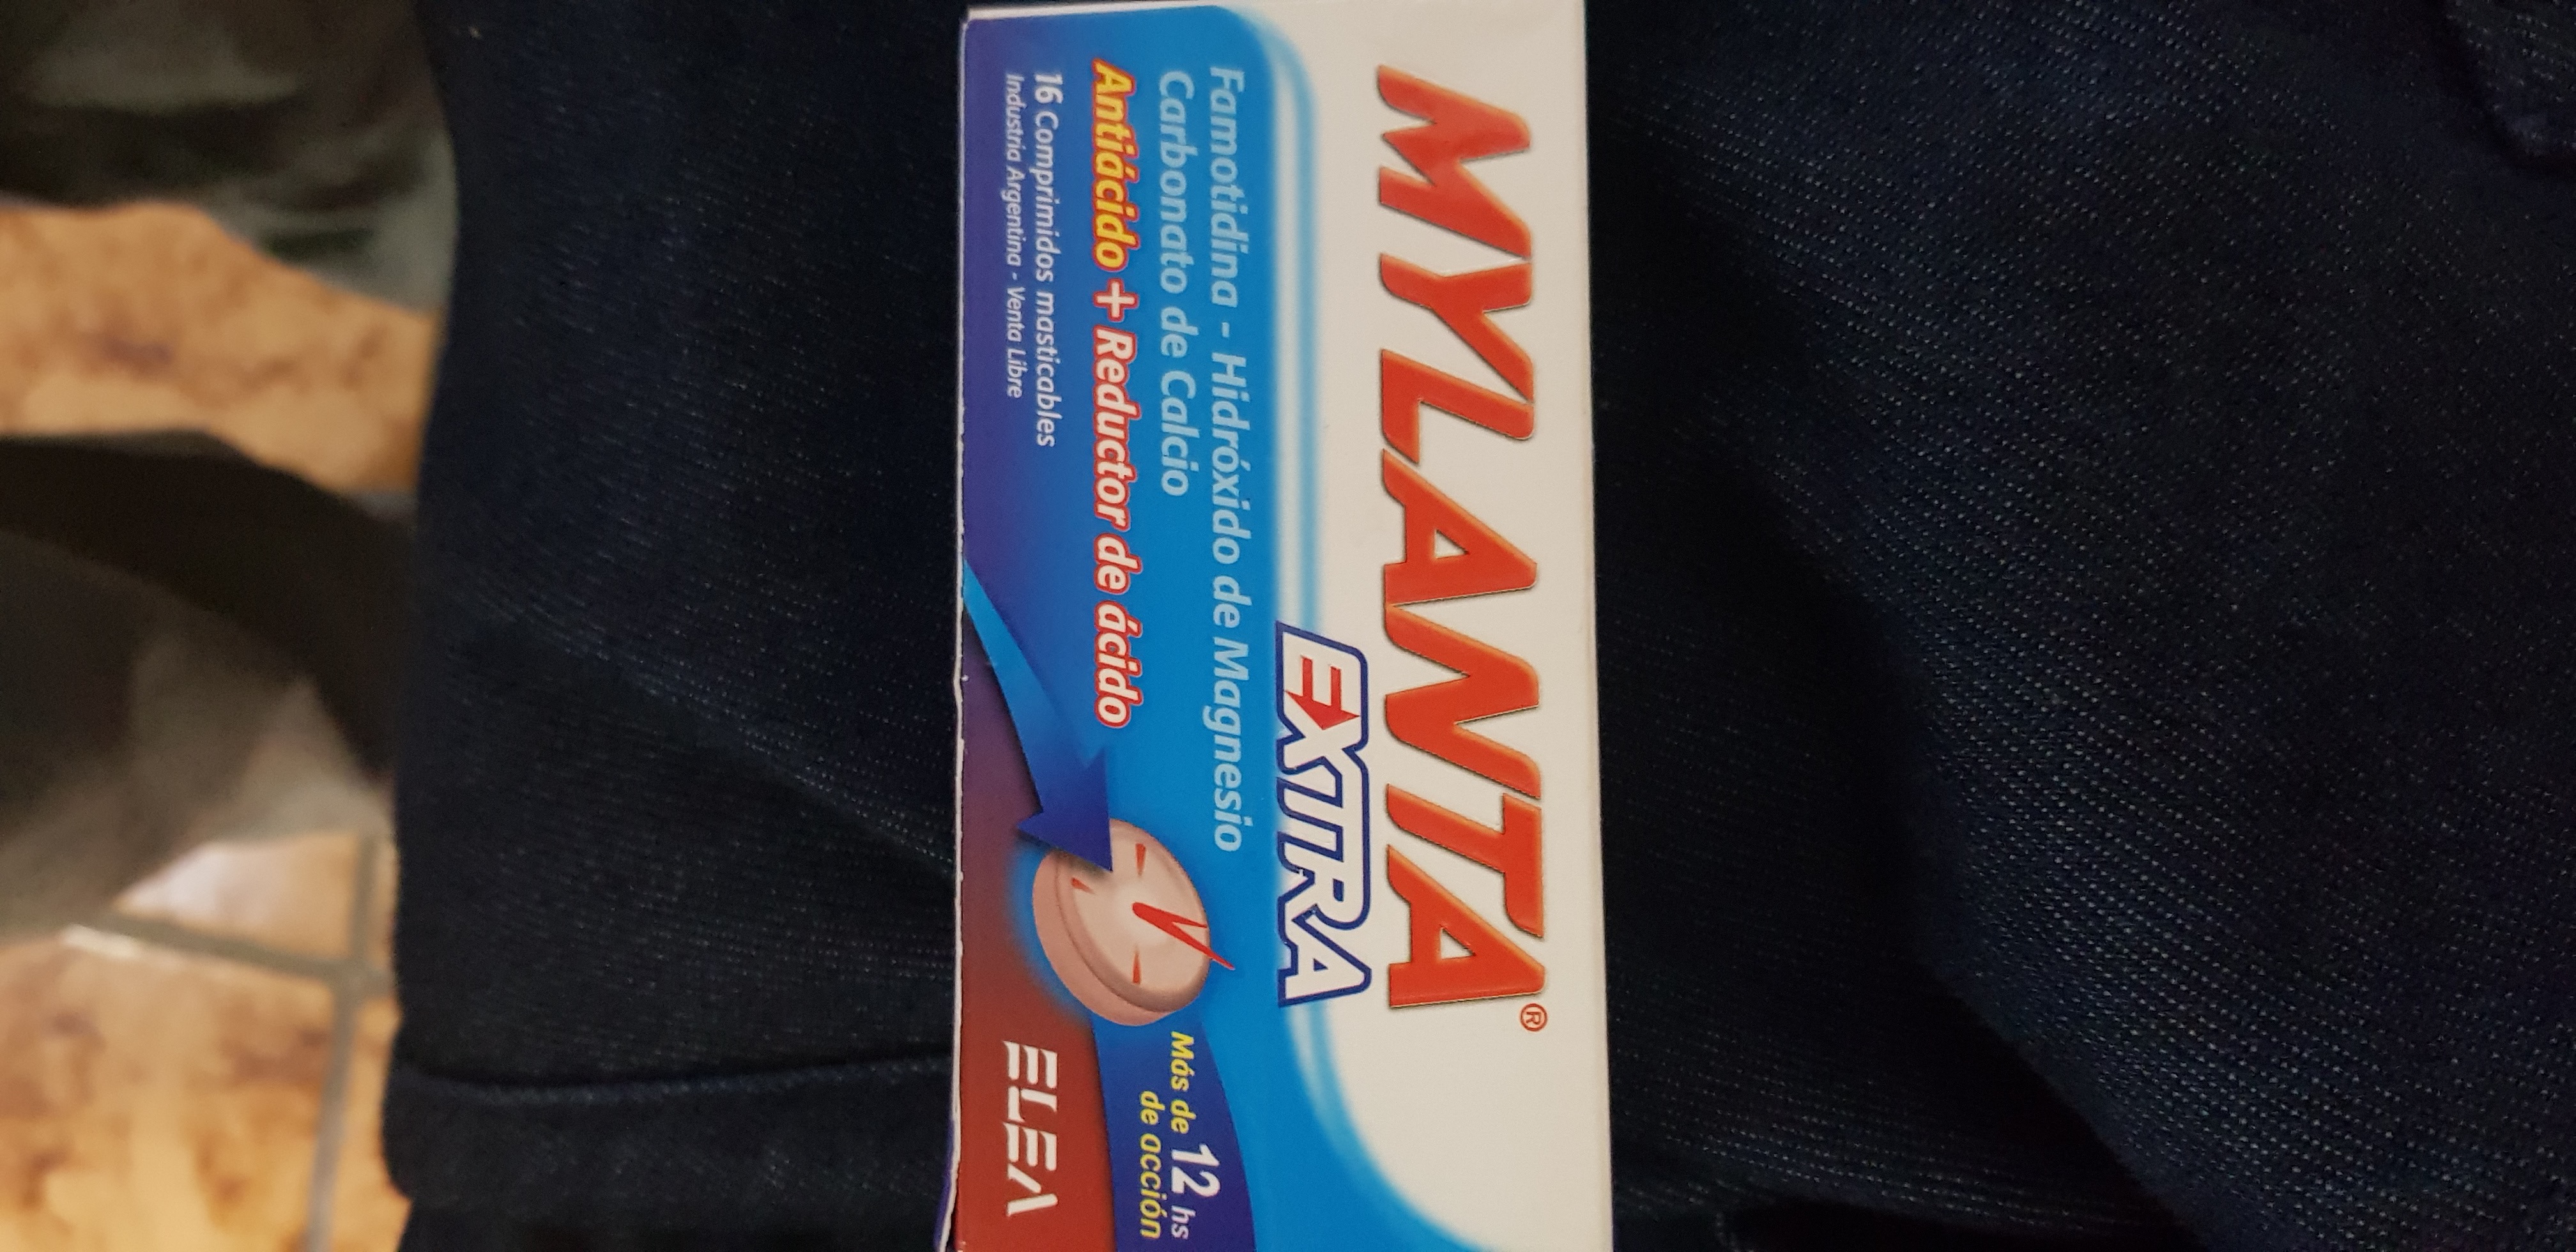 MYLANTA®
EXTRA
Famotidina - Hidróxido de Magnesio
Carbonato de Calcio
Antiácido + Reductor de ácido
16 Comprimidos masticables
Industria Argentina - Venta Libre
Más de 12 hs
de acción
ELEA